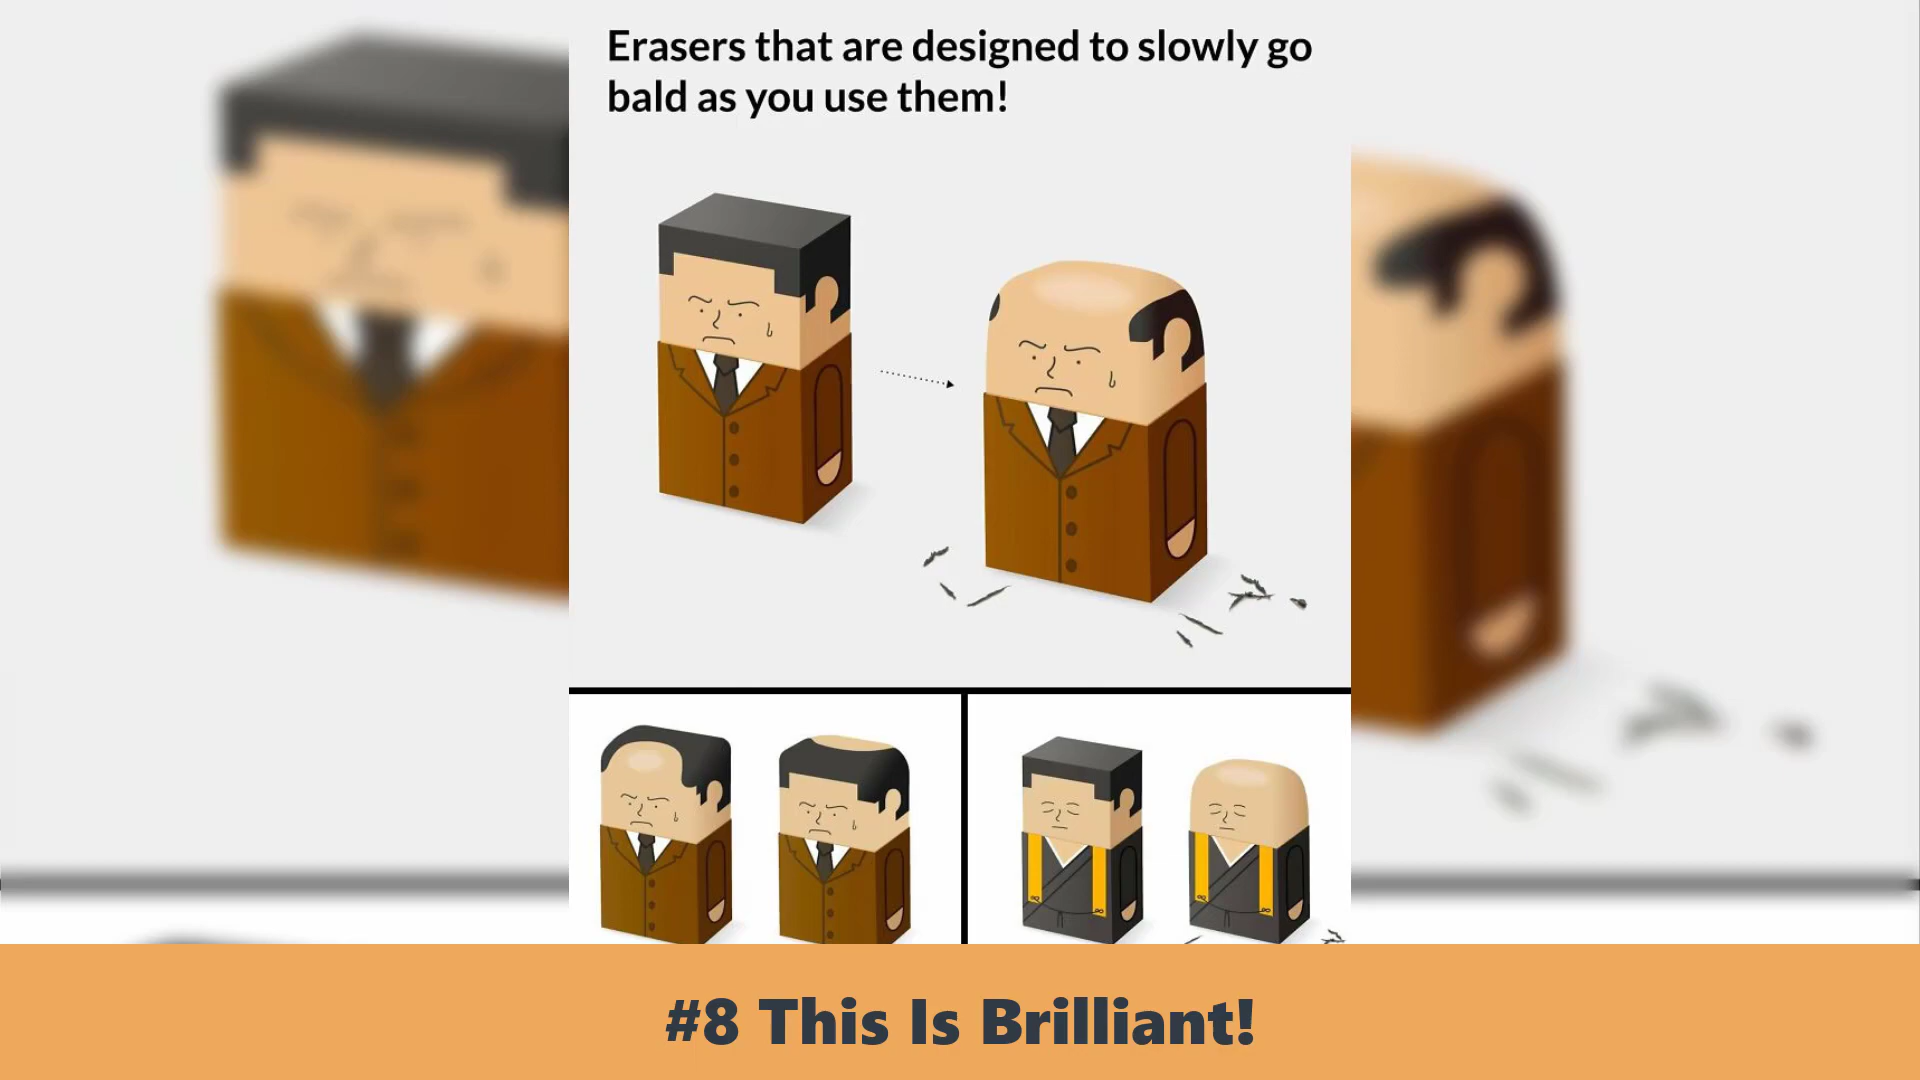 Erasers that are designed to slowly go
bald as you use them!
#8 This Is Brilliant!